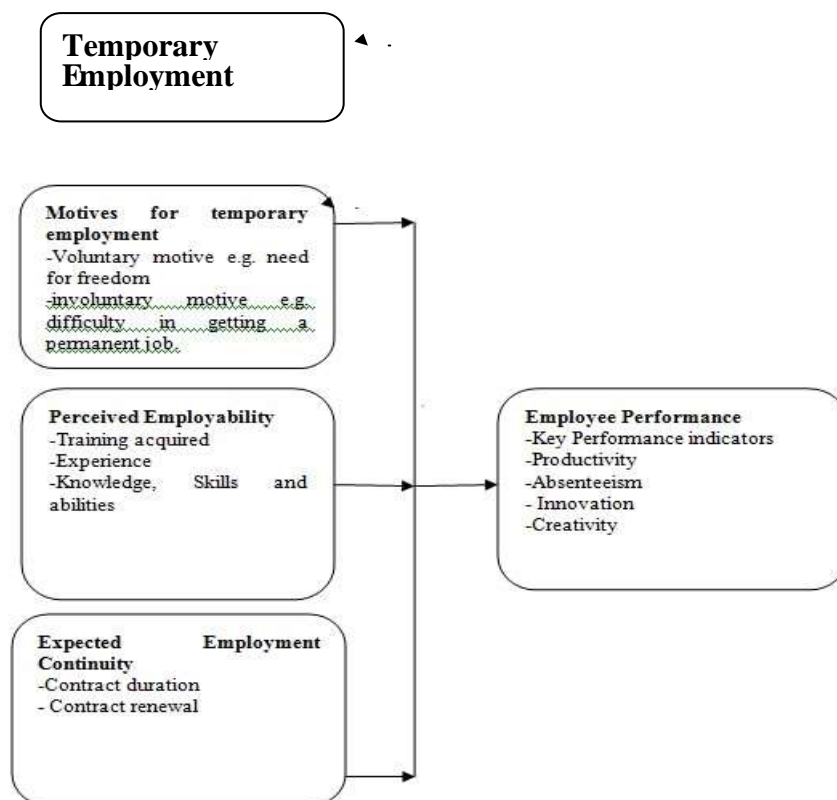 Temporary
Employment
Motives for temporary
employment
-Voluntary motive e.g. need
for freedom
-involuntary motive e.g.
difficulty in getting a
permanent job.
Perceived Employability
-Training acquired
-Experience
-Knowledge, Skills and
abilities
Employee Performance
-Key Performance indicators
-Productivity
-Absenteeism
- Innovation
-Creativity
Expected Employment
Continuity
-Contract duration
- Contract renewal